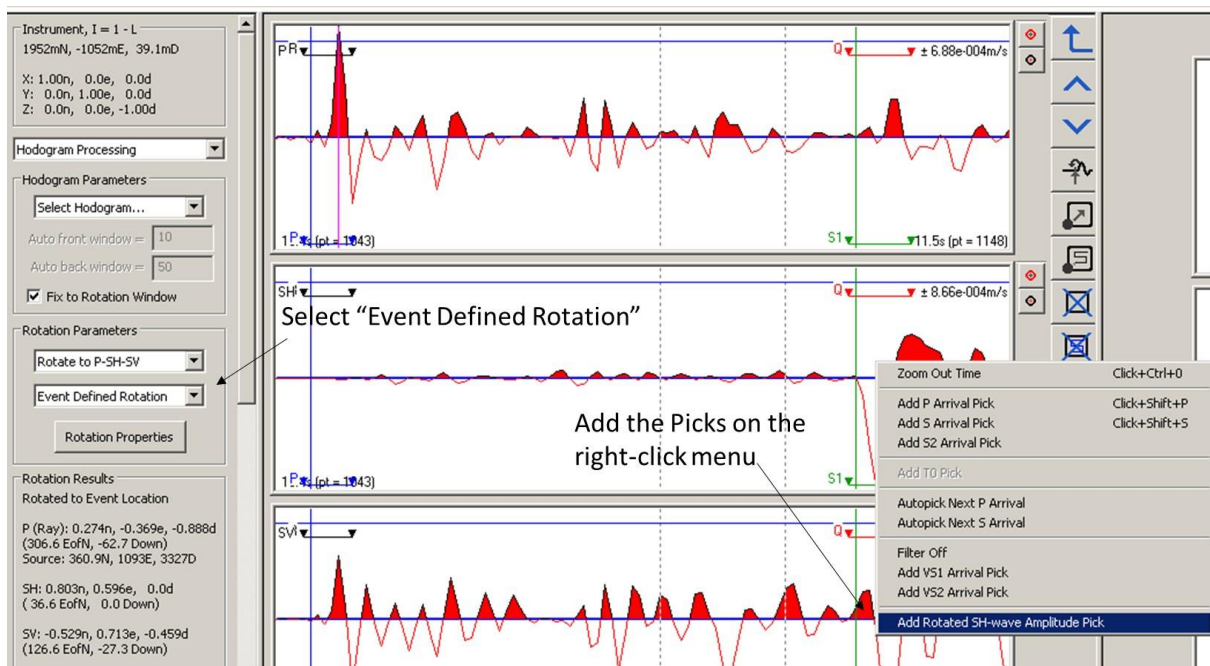 Instrument, I = 1 - L
1952mN, -1052mE, 39.1mD
X: 1.00n, 0.0e, 0.0d
Y: 0.0n, 1.00e, 0.0d
Z: 0.0n, 0.0e, -1.00d
Hodogram Processing
Hodogram Parameters
Select Hodogram...
Auto front window = 10
Auto back window = 50
Fix to Rotation Window
Rotation Parameters
Rotate to P-SH-SV
Event Defined Rotation
Rotation Properties
Rotation Results
Rotated to Event Location
P (Ray): 0.274n, -0.369e, -0.888d
(306.6 EofN, -62.7 Down)
Source: 360.9N, 1093E, 3327D
SH: 0.803n, 0.596e, 0.0d
( 36.6 EofN, 0.0 Down)
SV: -0.529n, 0.713e, -0.459d
(126.6 EofN, -27.3 Down)
P R
Q
± 6.88e-004m/s
P
(pt = 1043)
S1
11.5s (pt = 1148)
SH
Q
± 8.66e-004m/s
Select “Event Defined Rotation”
Add the Picks on the
right-click menu
P
(pt = 1043)
S1
SV
Q
Zoom Out Time Click+Ctrl+0
Add P Arrival Pick Click+Shift+P
Add S Arrival Pick Click+Shift+S
Add S2 Arrival Pick
Add T0 Pick
Autopick Next P Arrival
Autopick Next S Arrival
Filter Off
Add VS1 Arrival Pick
Add VS2 Arrival Pick
Add Rotated SH-wave Amplitude Pick